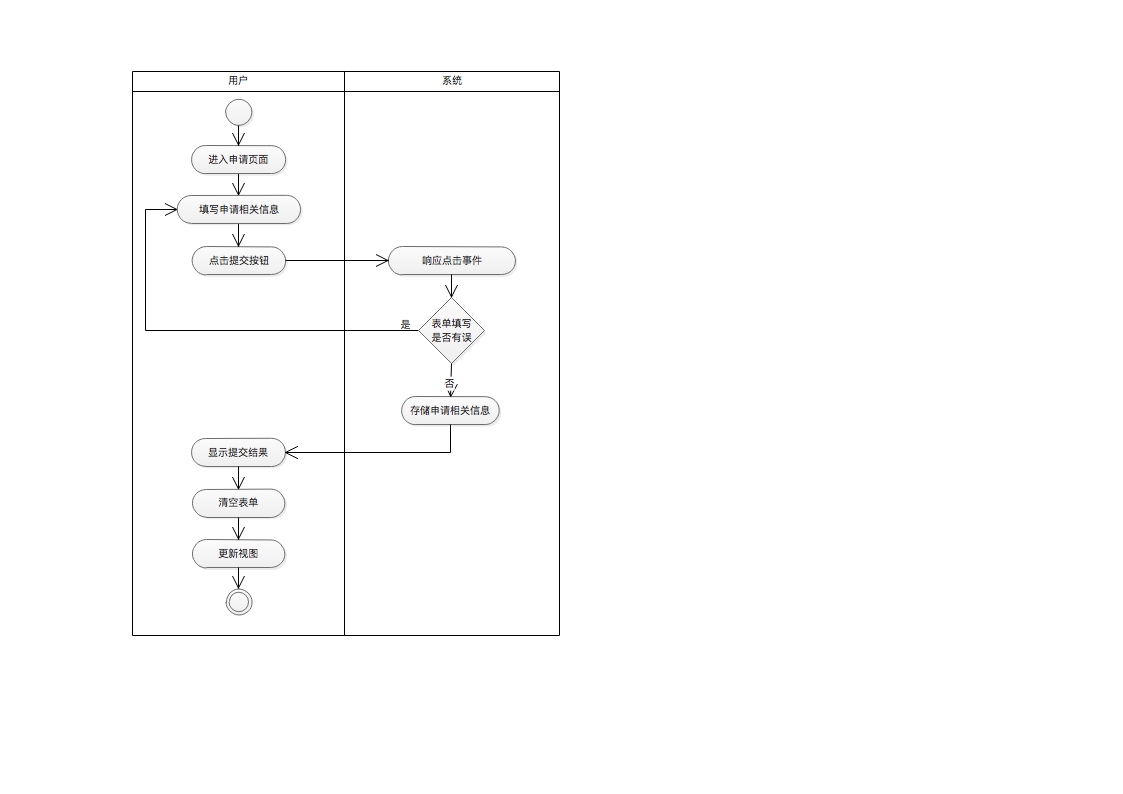 用户
系统
进入申请页面
填写申请相关信息
点击提交按钮
响应点击事件
是
表单填写
是否有误
否
存储申请相关信息
显示提交结果
清空表单
更新视图